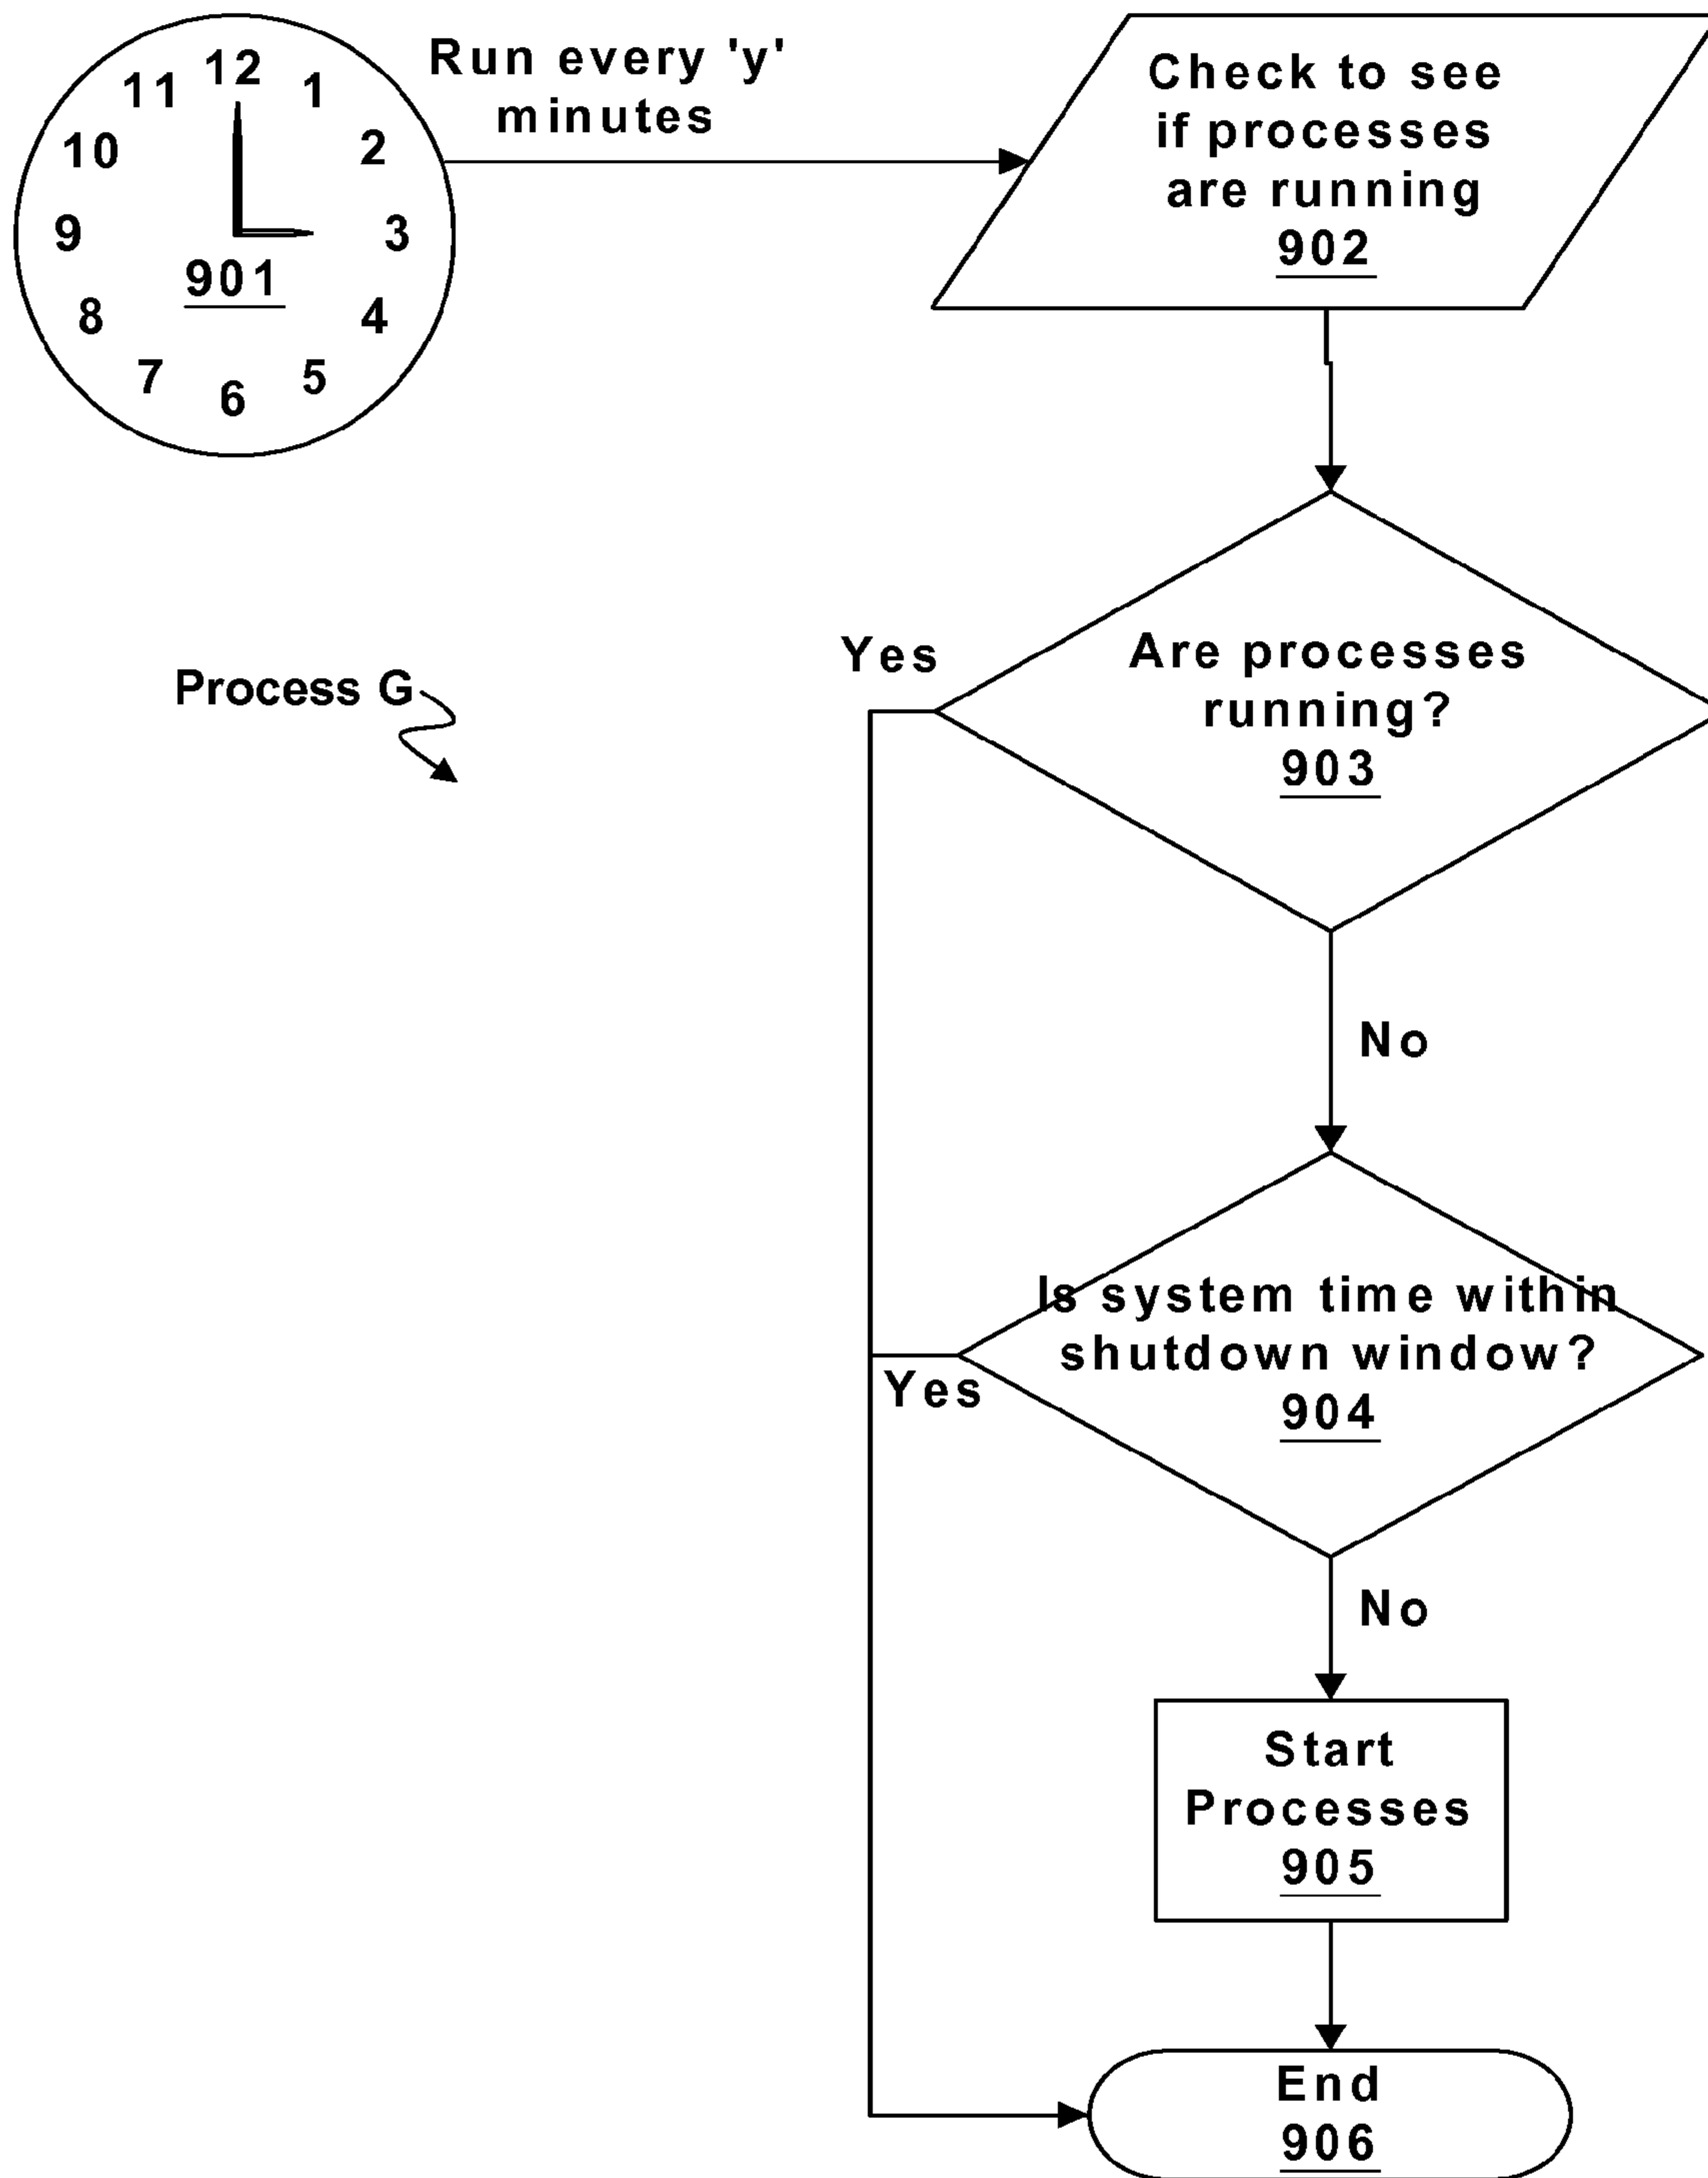 12
11
1
10
2
9
3
8
4
7
5
6
901
Run every 'y'
minutes
Check to see
if processes
are running
902
Process G
Yes
Are processes
running?
903
No
Is system time within
shutdown window?
904
Yes
No
Start
Processes
905
End
906